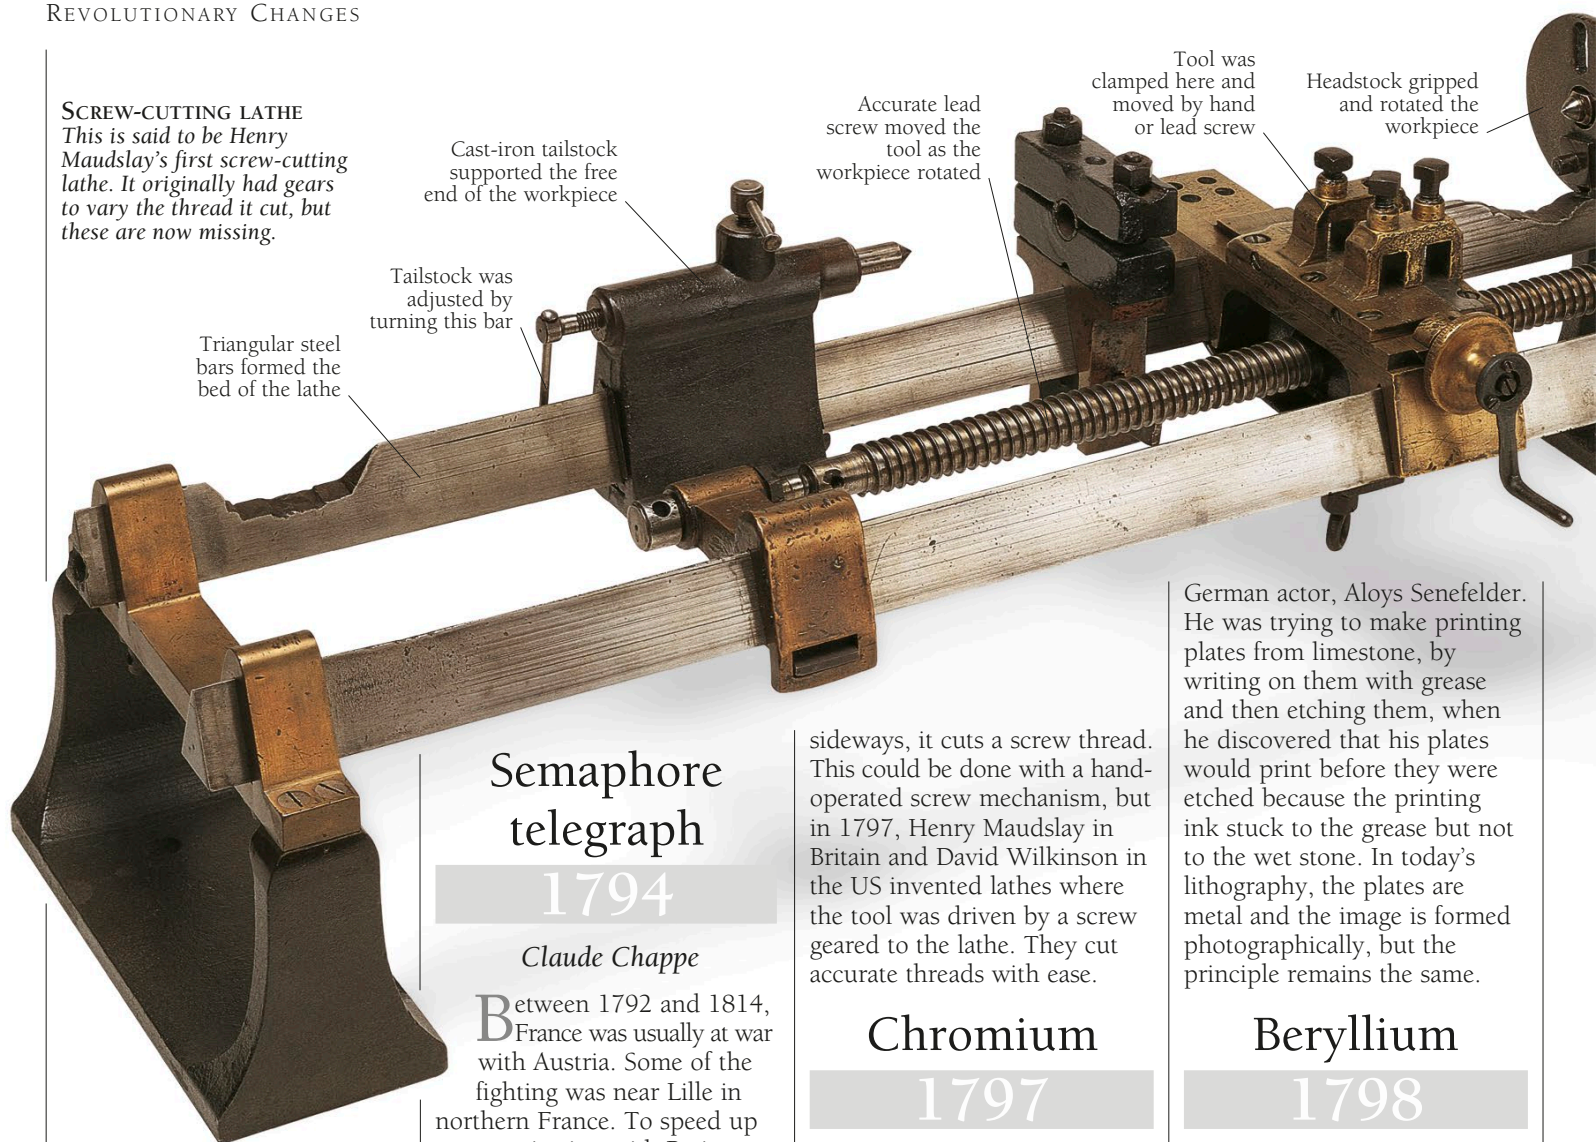 REVOLUTIONARY CHANGES
SCREW-CUTTING LATHE
This is said to be Henry
Maudslay’s first screw-cutting
lathe. It originally had gears
to vary the thread it cut, but
these are now missing.
Triangular steel
bars formed the
bed of the lathe
Tailstock was
adjusted by
turning this bar
Cast-iron tailstock
supported the free
end of the workpiece
Accurate lead
screw moved the
tool as the
workpiece rotated
Tool was
clamped here and
moved by hand
or lead screw
Headstock gripped
and rotated the
workpiece
Semaphore
telegraph
1794
Claude Chappe
Between 1792 and 1814,
France was usually at war
with Austria. Some of the
fighting was near Lille in
northern France. To speed up
sideways, it cuts a screw thread.
This could be done with a hand-
operated screw mechanism, but
in 1797, Henry Maudslay in
Britain and David Wilkinson in
the US invented lathes where
the tool was driven by a screw
geared to the lathe. They cut
accurate threads with ease.
Chromium
1797
German actor, Aloys Senefelder.
He was trying to make printing
plates from limestone, by
writing on them with grease
and then etching them, when
he discovered that his plates
would print before they were
etched because the printing
ink stuck to the grease but not
to the wet stone. In today’s
lithography, the plates are
metal and the image is formed
photographically, but the
principle remains the same.
Beryllium
1798